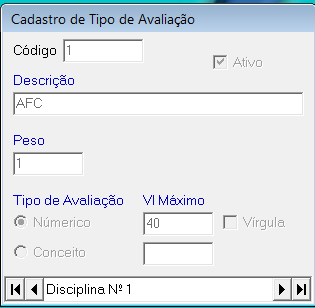 Cadastro de Tipo de Avaliação
Código 1 Ativo
Descrição
AFC
Peso
1
Tipo de Avaliação Vl Máximo
Númerico 40 Vírgula
Conceito
Disciplina Nº 1